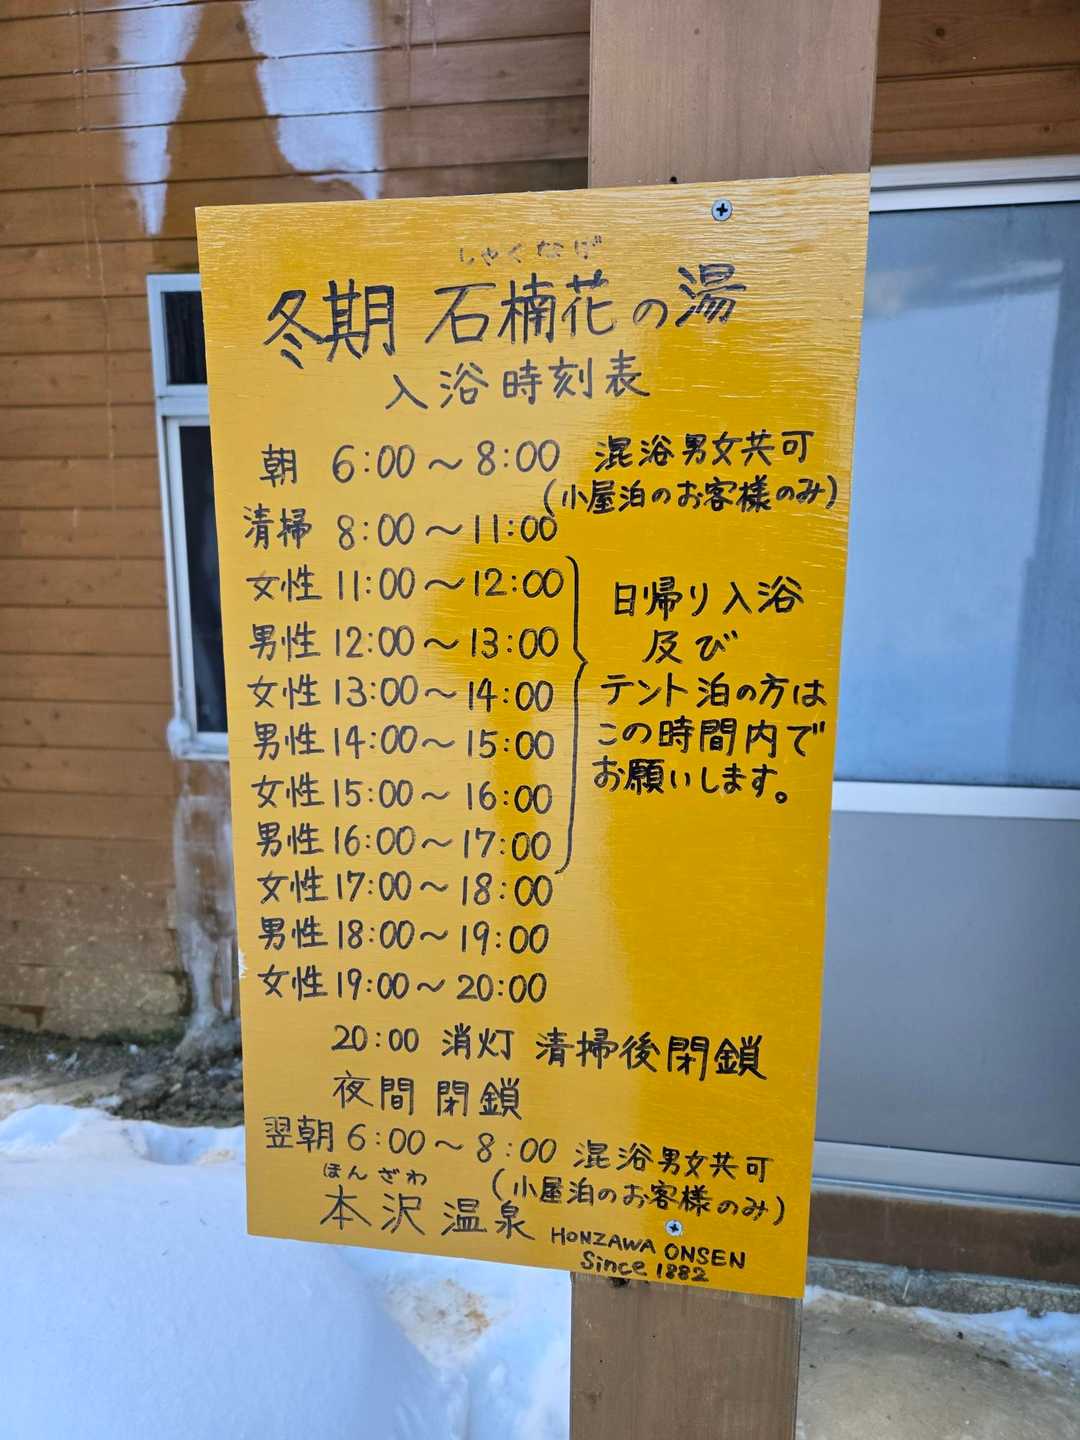 しゃくなげ
冬期 石楠花の湯
入浴時刻表
朝 6:00～8:00 混浴男女共可
(小屋泊のお客様のみ)
清掃 8:00～11:00
女性 11:00～12:00
男性 12:00～13:00
女性 13:00～14:00
男性 14:00～15:00
女性 15:00～16:00
男性 16:00～17:00
日帰り入浴
及び
テント泊の方は
この時間内で
お願いします。
女性 17:00～18:00
男性 18:00～19:00
女性 19:00～20:00
20:00 消灯 清掃後閉鎖
夜間 閉鎖
翌朝 6:00～8:00 混浴男女共可
(小屋泊のお客様のみ)
ほんざわ
本沢温泉 HONZAWA ONSEN
Since 1882